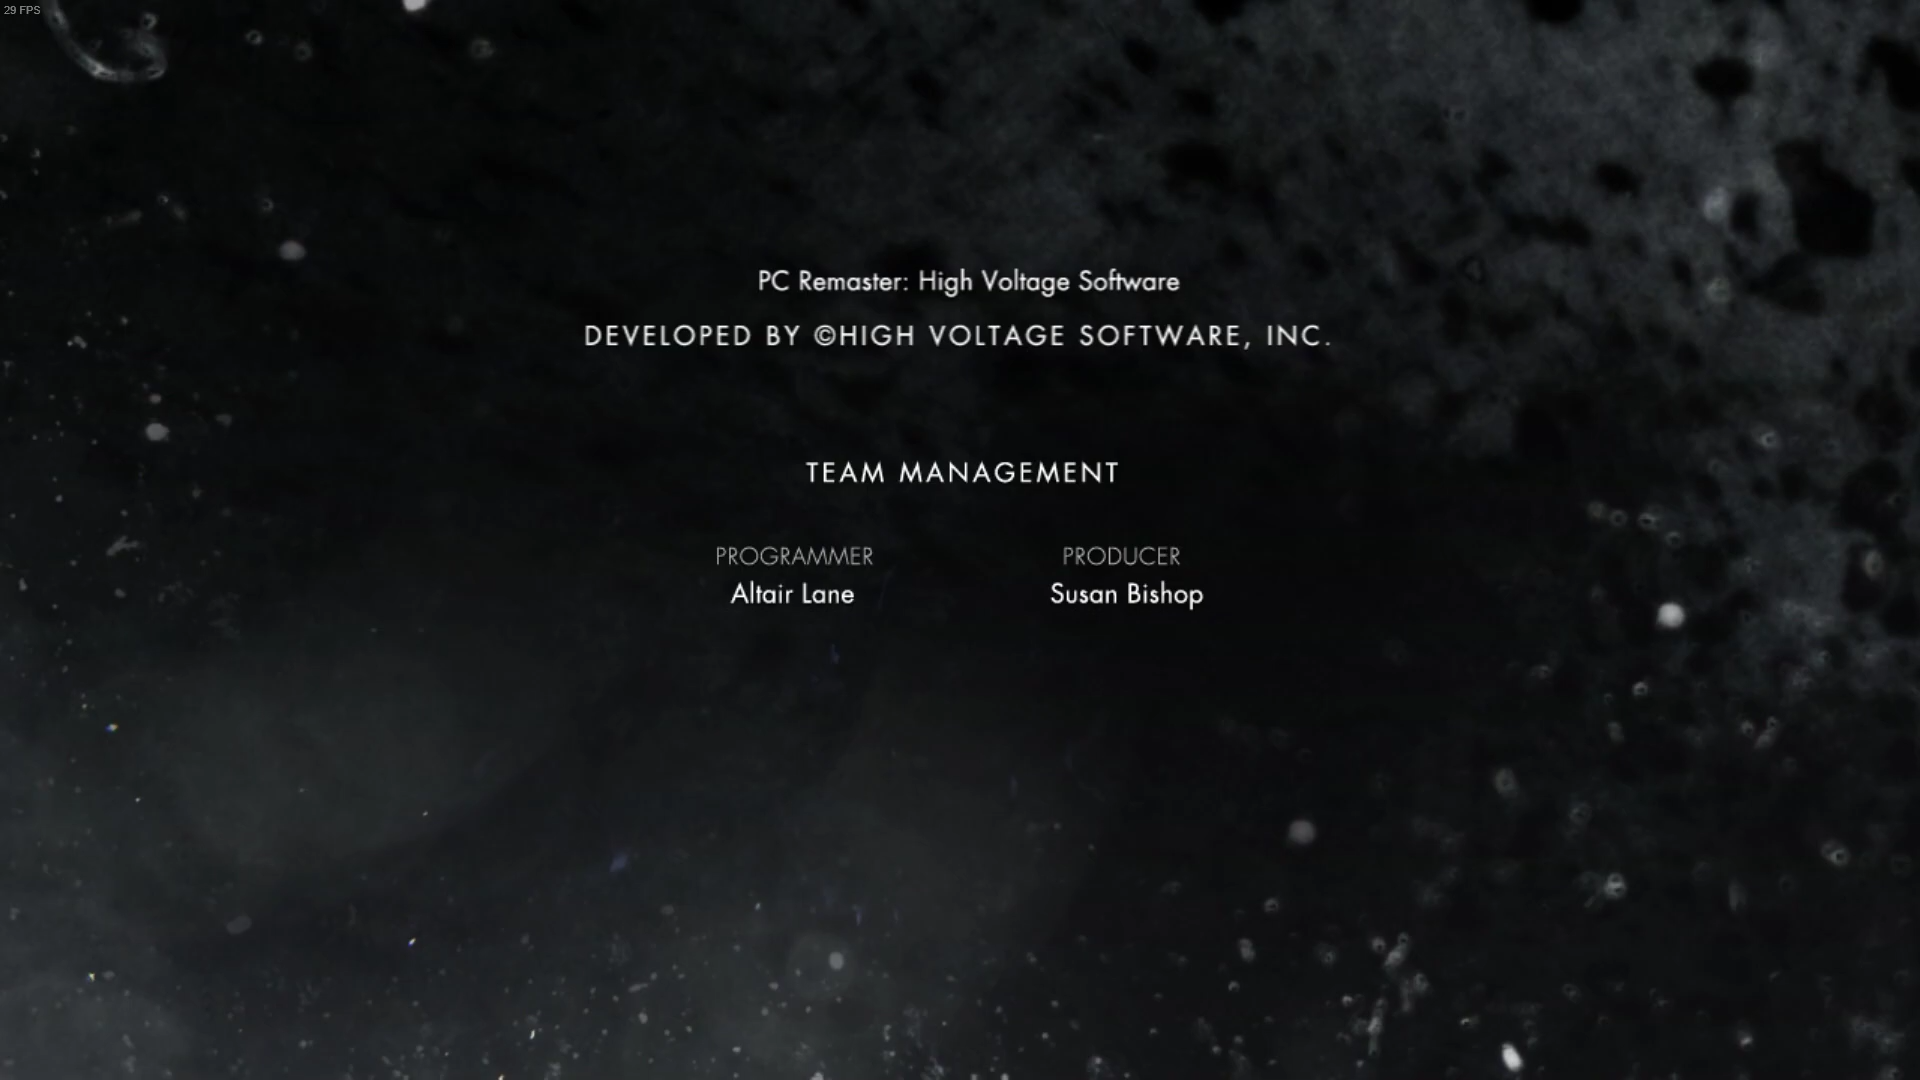 29 FPS
PC Remaster: High Voltage Software
DEVELOPED BY ©HIGH VOLTAGE SOFTWARE, INC.
TEAM MANAGEMENT
PROGRAMMER PRODUCER
Altair Lane Susan Bishop